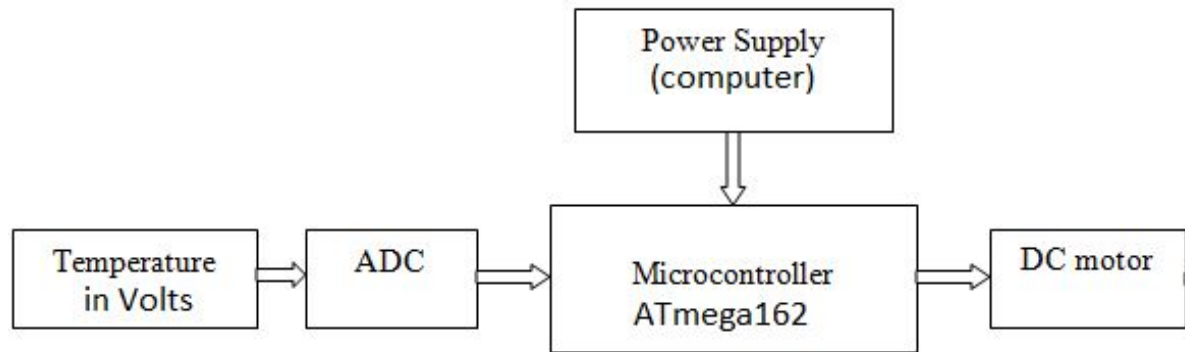 Power Supply
(computer)
Temperature
in Volts
ADC
Microcontroller
ATmega162
DC motor